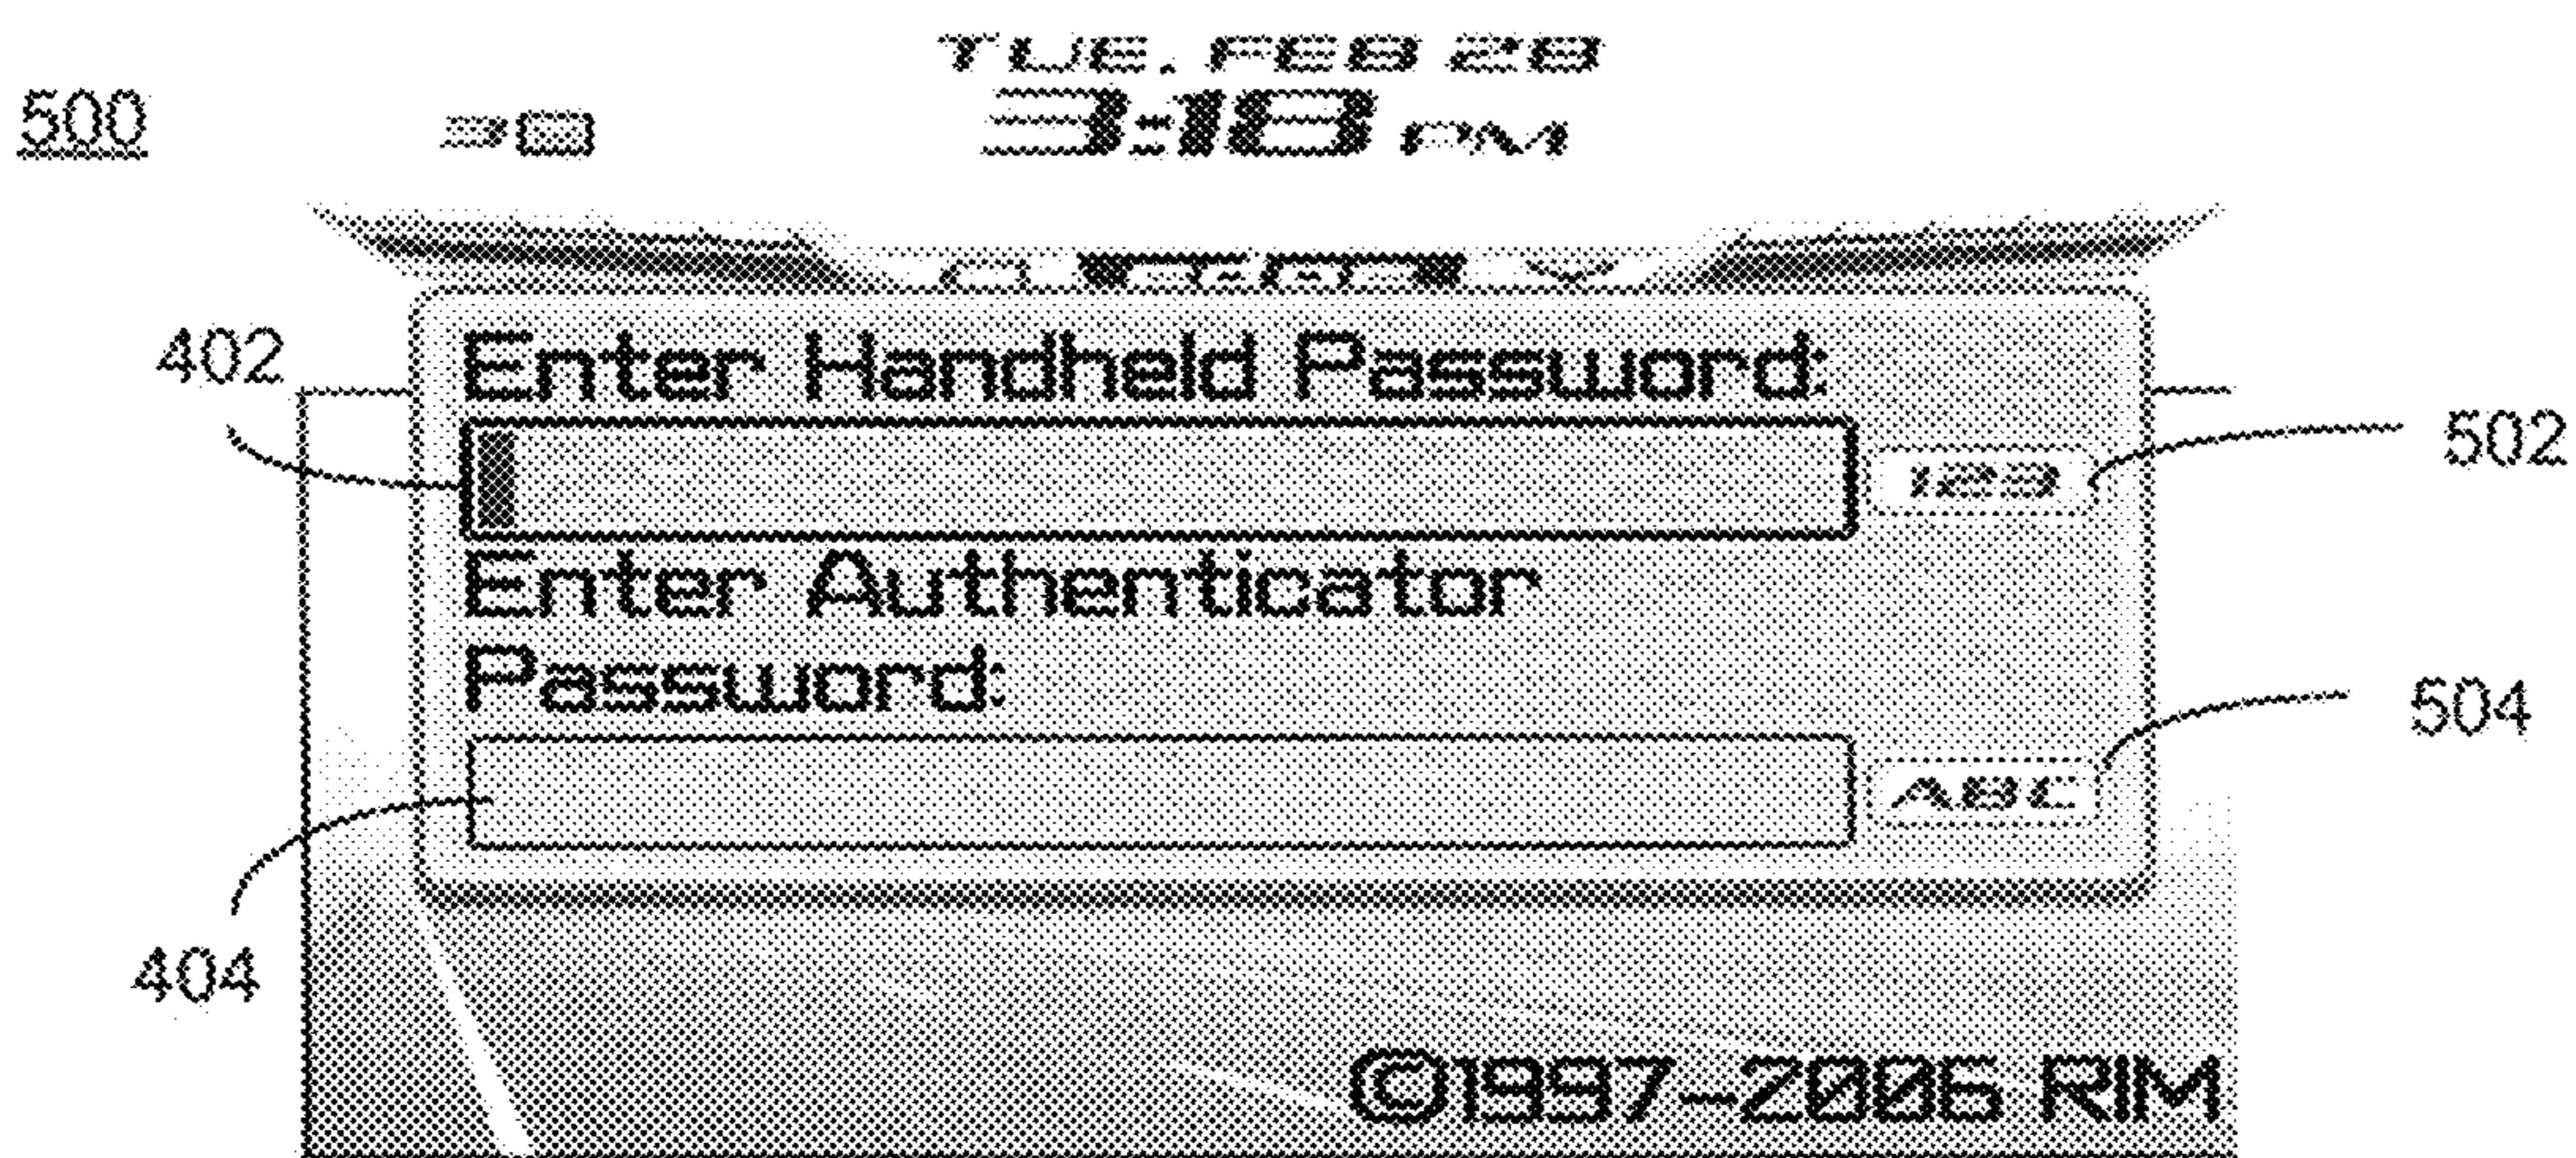 TUE, FEB 28
500
3:18 PM
402
Enter Handheld Password:
502
123
Enter Authenticator
Password:
504
ABC
404
©1997-2006 RIM